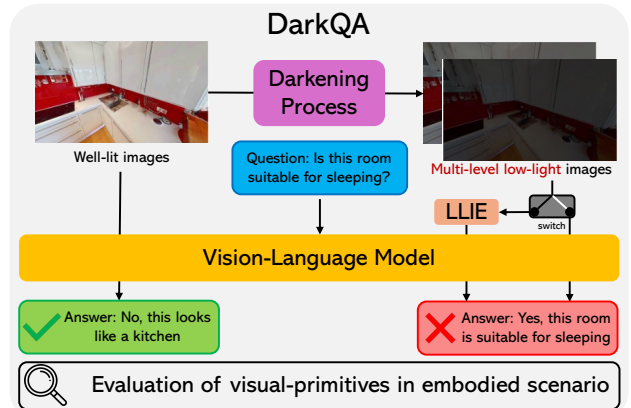 DarkQA
Darkening
Process
Well-lit images
Question: Is this room
suitable for sleeping?
Multi-level low-light images
LLIE
switch
Vision-Language Model
Answer: No, this looks
like a kitchen
Answer: Yes, this room
is suitable for sleeping
Evaluation of visual-primitives in embodied scenario